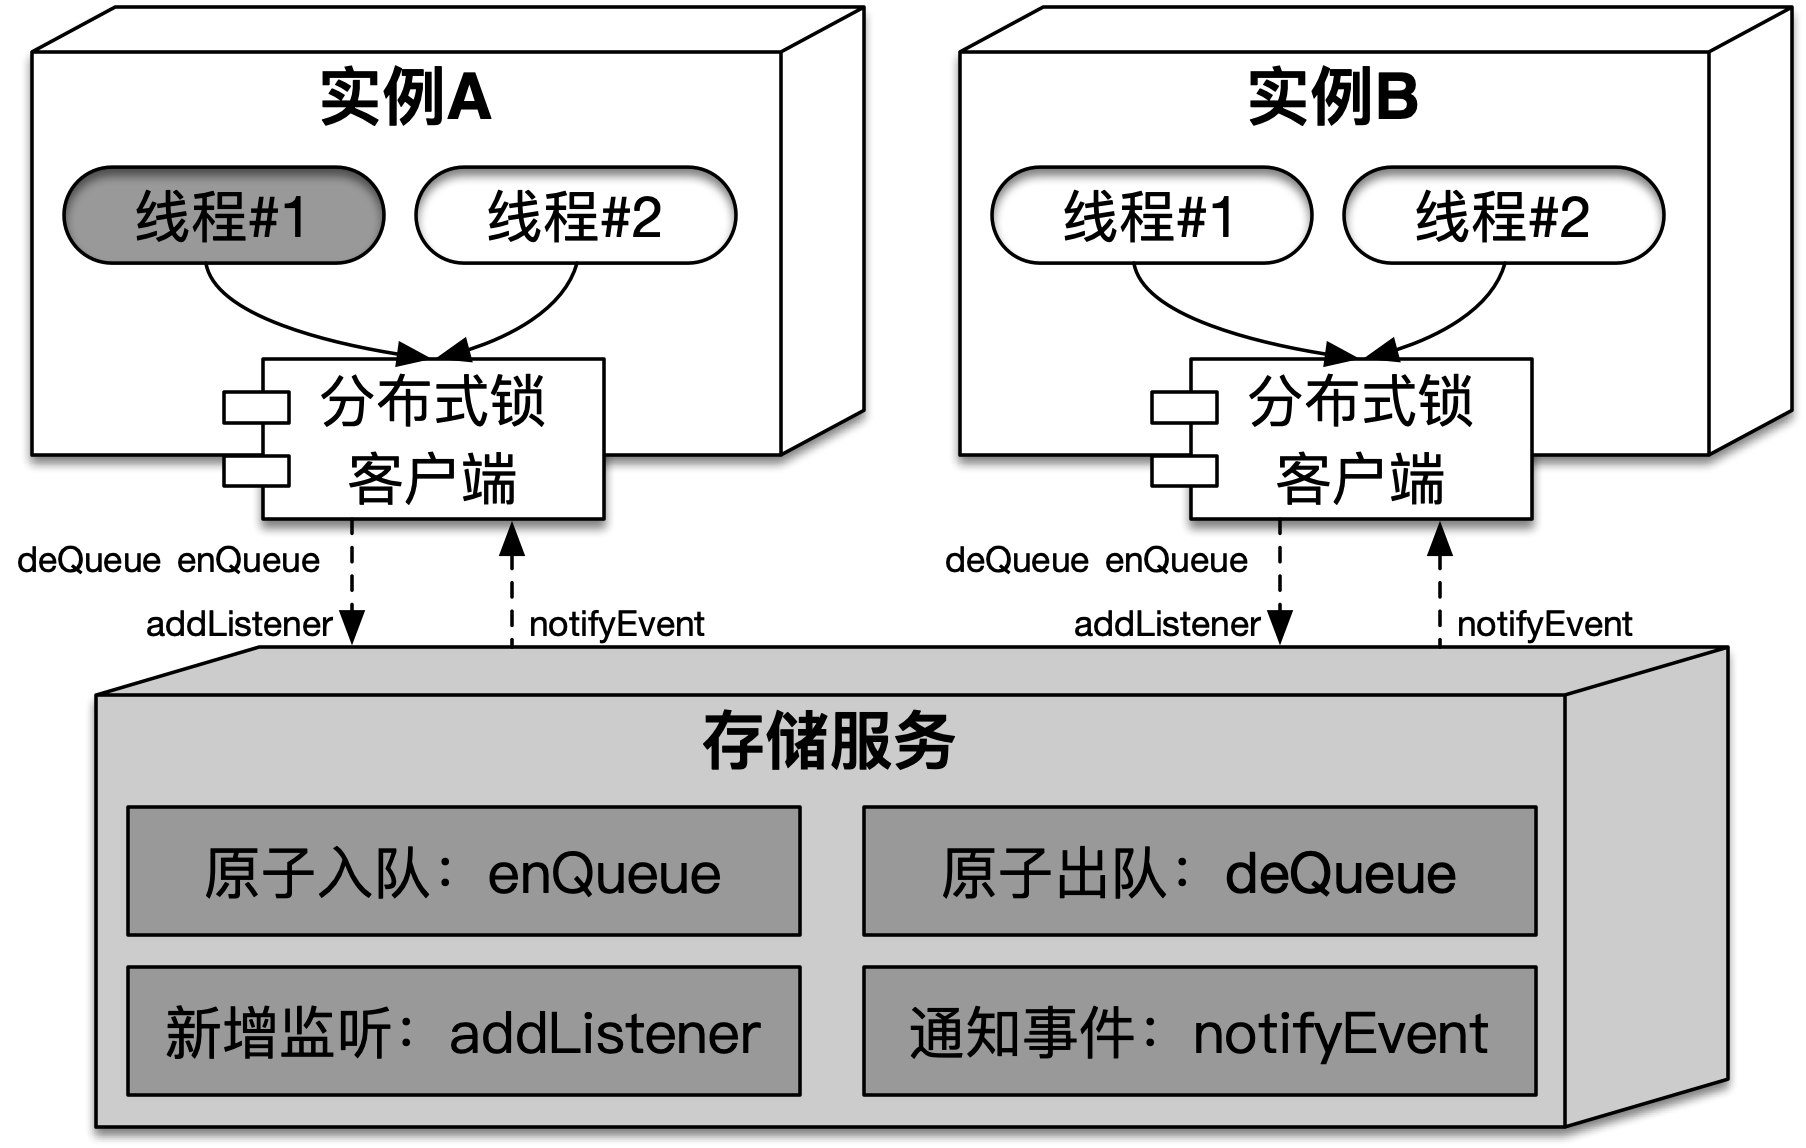 实例A
线程#1
线程#2
分布式锁
客户端
deQueue enQueue
addListener
notifyEvent
实例B
线程#1
线程#2
分布式锁
客户端
deQueue enQueue
addListener
notifyEvent
存储服务
原子入队：enQueue
原子出队：deQueue
新增监听：addListener
通知事件：notifyEvent